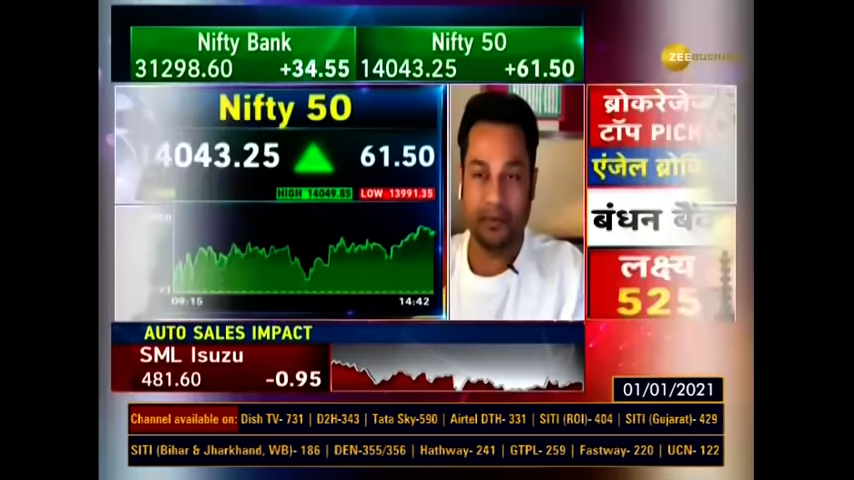 Nifty Bank
31298.60 +34.55
Nifty 50
14043.25 +61.50
ZEE BUSINESS
Nifty 50
14043.25 61.50
HIGH 14049.85 LOW 13991.35
09:15 14:42
ब्रोकरेजेज
टॉप PICKS
एंजेल
बंधन बैंक
लक्ष्य
525
AUTO SALES IMPACT
SML Isuzu
481.60 -0.95
01/01/2021
Channel available on: Dish TV- 731 | D2H-343 | Tata Sky-590 | Airtel DTH- 331 | SITI (ROI)- 404 | SITI (Gujarat)- 429
SITI (Bihar & Jharkhand, WB)- 186 | DEN-355/356 | Hathway- 241 | GTPL- 259 | Fastway- 220 | UCN- 122